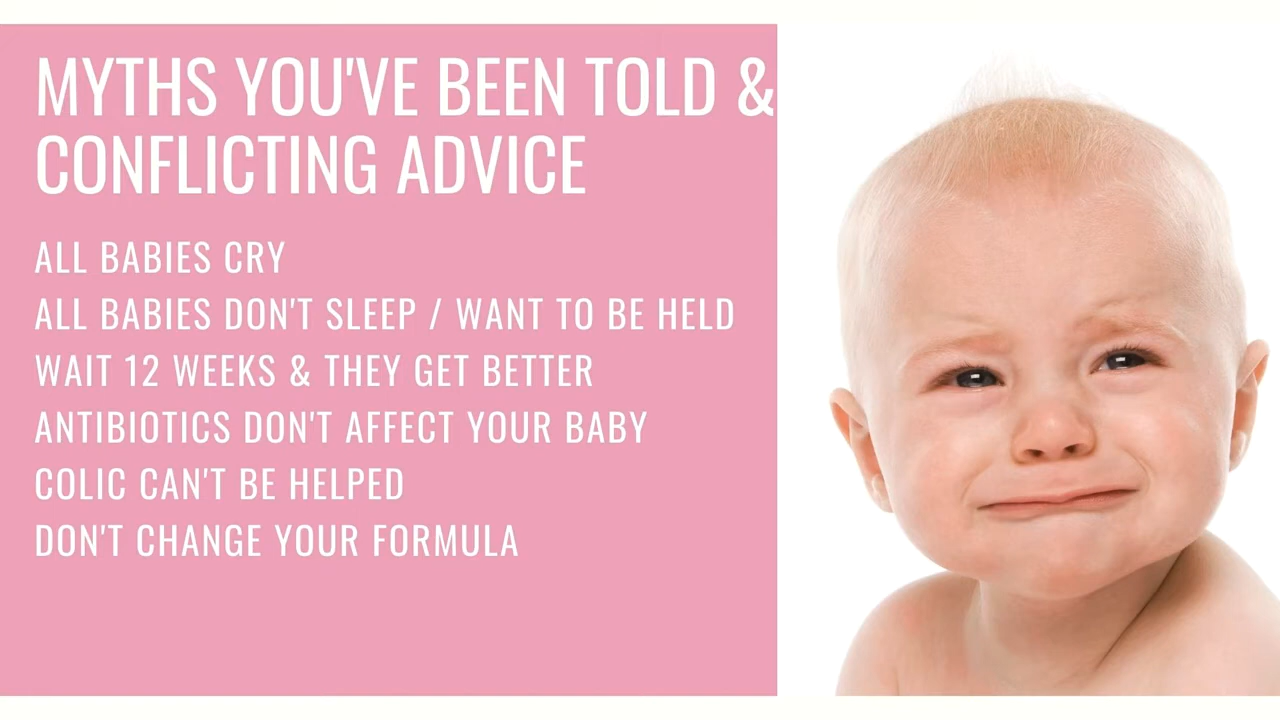 MYTHS YOU'VE BEEN TOLD &
CONFLICTING ADVICE
ALL BABIES CRY
ALL BABIES DON'T SLEEP / WANT TO BE HELD
WAIT 12 WEEKS & THEY GET BETTER
ANTIBIOTICS DON'T AFFECT YOUR BABY
COLIC CAN'T BE HELPED
DON'T CHANGE YOUR FORMULA